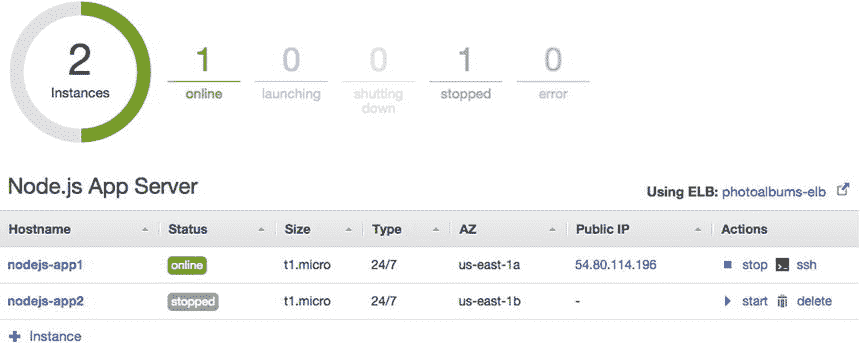 2
Instances
1 0 0 1 0
online launching shutting down stopped error
Node.js App Server
Using ELB: photoalbums-elb
Hostname Status Size Type AZ Public IP Actions
nodejs-app1 online t1.micro 24/7 us-east-1a 54.80.114.196 stop ssh
nodejs-app2 stopped t1.micro 24/7 us-east-1b - start delete
Instance